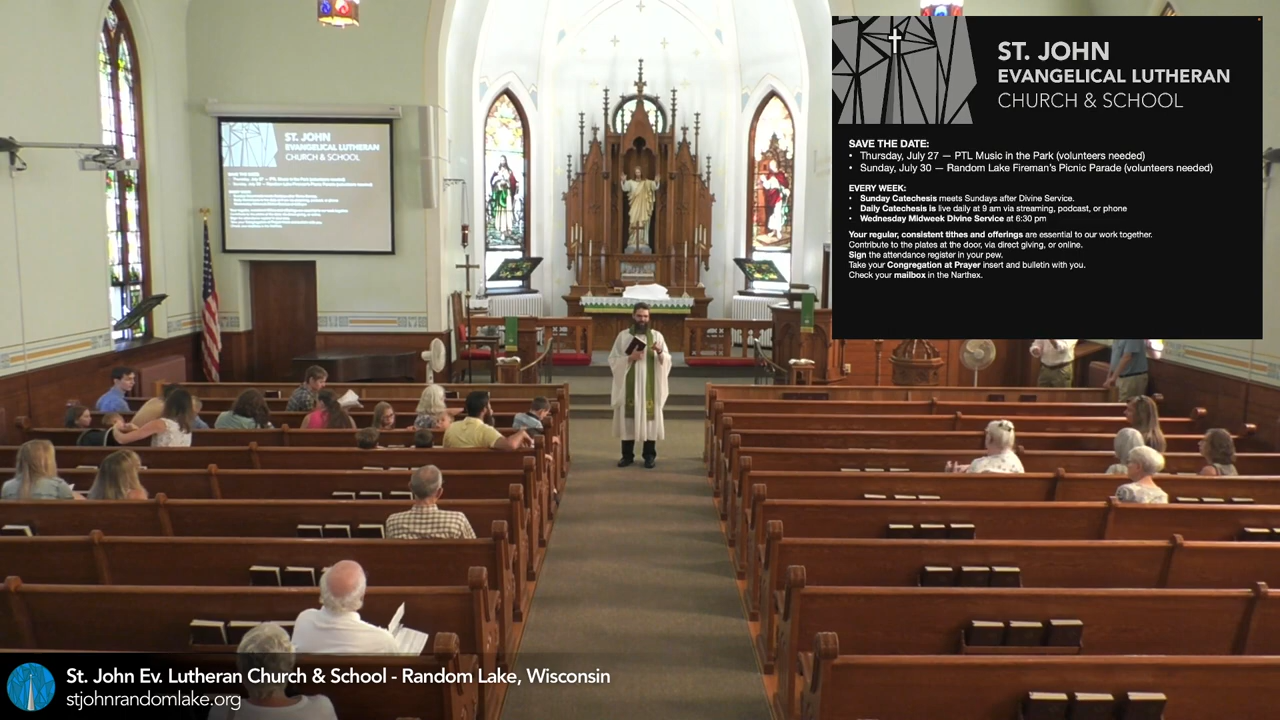 ST. JOHN
EVANGELICAL LUTHERAN
CHURCH & SCHOOL
SAVE THE DATE:
• Thursday, July 27 — PTL Music in the Park (volunteers needed)
• Sunday, July 30 — Random Lake Fireman's Picnic Parade (volunteers needed)
EVERY WEEK:
• Sunday Catechesis meets Sundays after Divine Service.
• Daily Catechesis is live daily at 9 am via streaming, podcast, or phone
• Wednesday Midweek Divine Service at 6:30 pm
Your regular, consistent tithes and offerings are essential to our work together.
Contribute to the plates at the door, via direct giving, or online.
Sign the attendance register in your pew.
Take your Congregation at Prayer insert and bulletin with you.
Check your mailbox in the Narthex.
ST. JOHN
EVANGELICAL LUTHERAN
CHURCH & SCHOOL
St. John Ev. Lutheran Church & School - Random Lake, Wisconsin
stjohnrandomlake.org